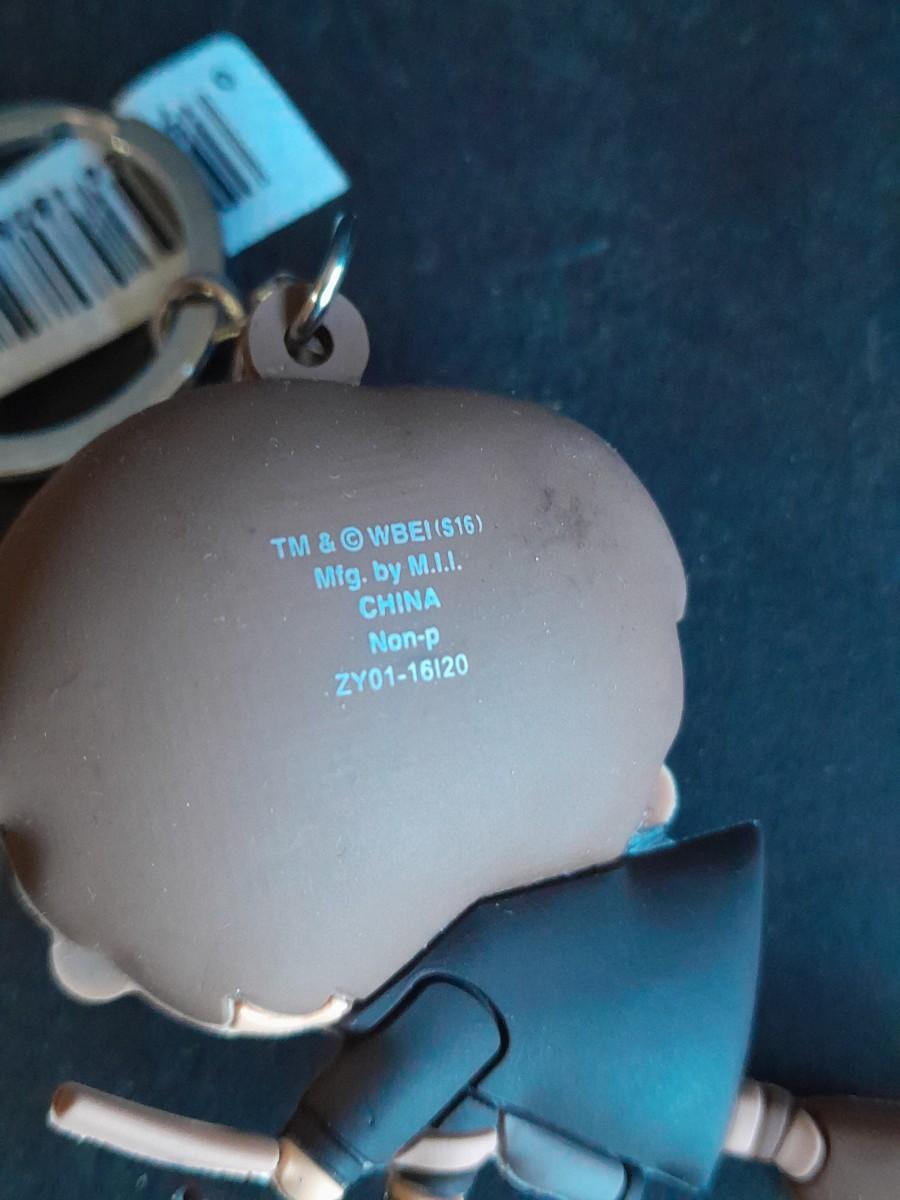 TM & © WBEI (S16)
Mfg. by M.I.I.
CHINA
Non-p
ZY01-16I20